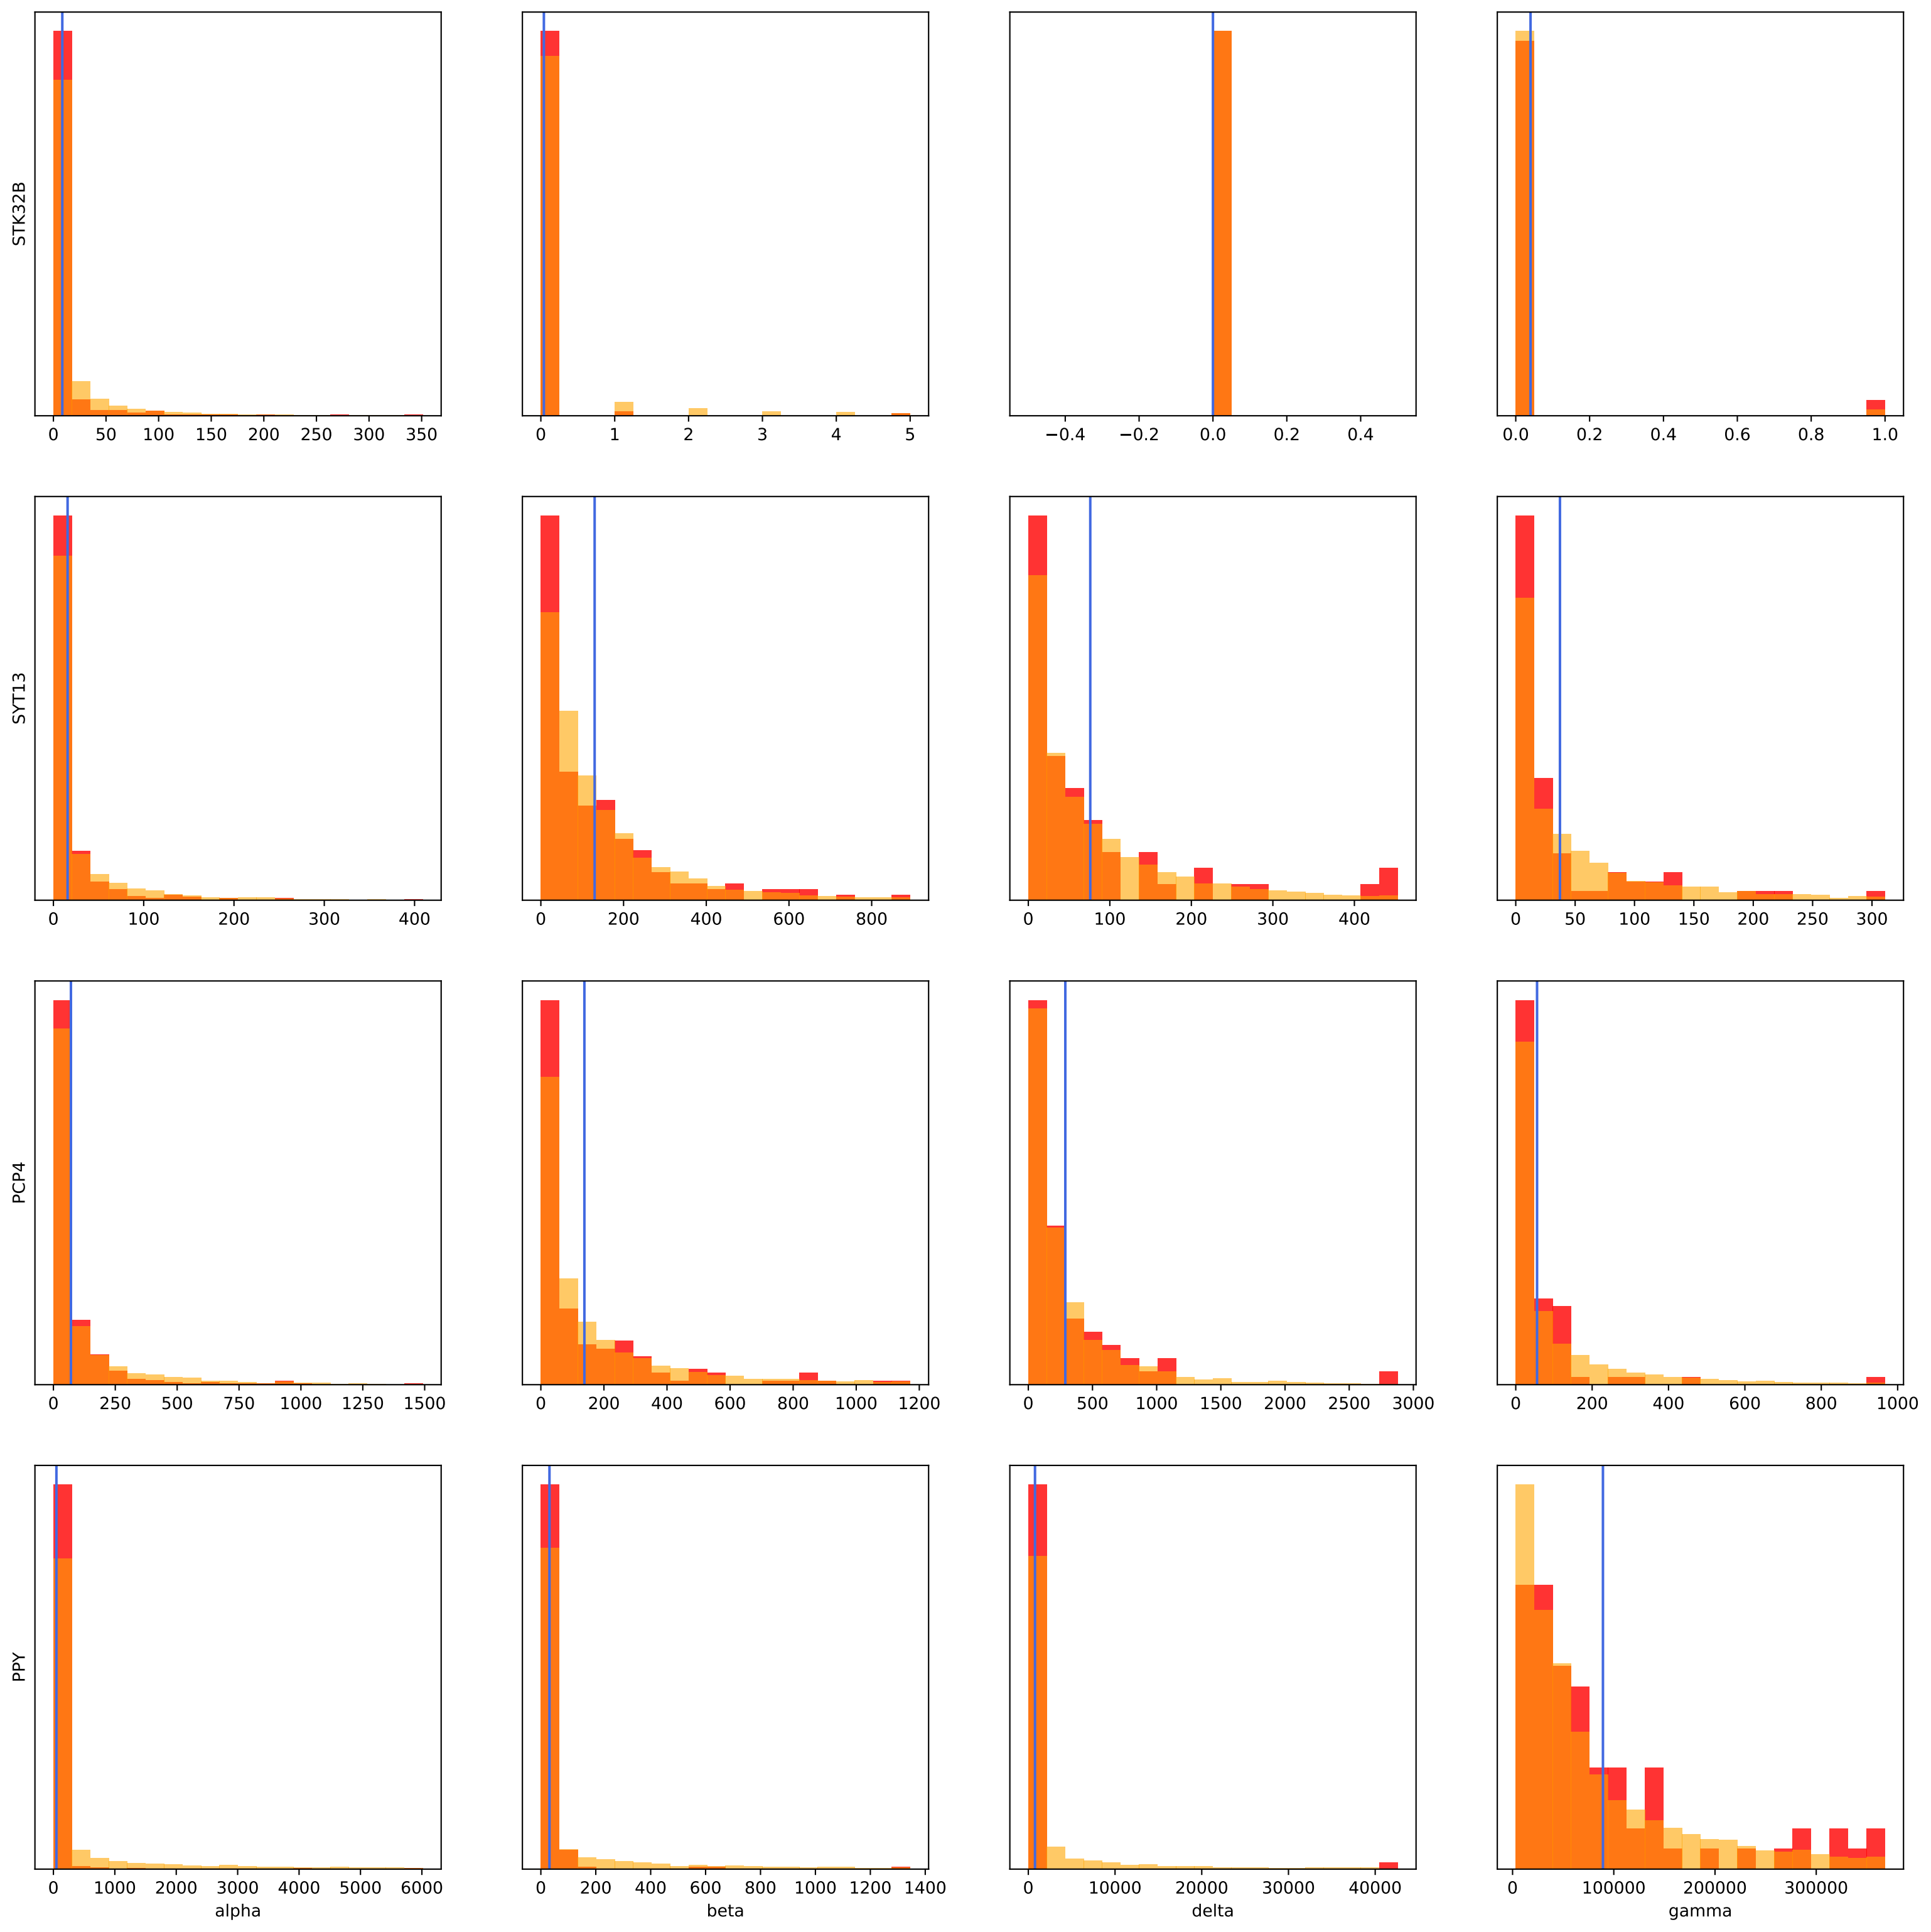 STK32B
0 50 100 150 200 250 300 350
0 1 2 3 4 5
−0.4 −0.2 0.0 0.2 0.4
0.0 0.2 0.4 0.6 0.8 1.0
SYT13
0 100 200 300 400
0 200 400 600 800
0 100 200 300 400
0 50 100 150 200 250 300
PCP4
0 250 500 750 1000 1250 1500
0 200 400 600 800 1000 1200
0 500 1000 1500 2000 2500 3000
0 200 400 600 800 1000
PPY
0 1000 2000 3000 4000 5000 6000
0 200 400 600 800 1000 1200 1400
0 10000 20000 30000 40000
0 100000 200000 300000
alpha beta delta gamma